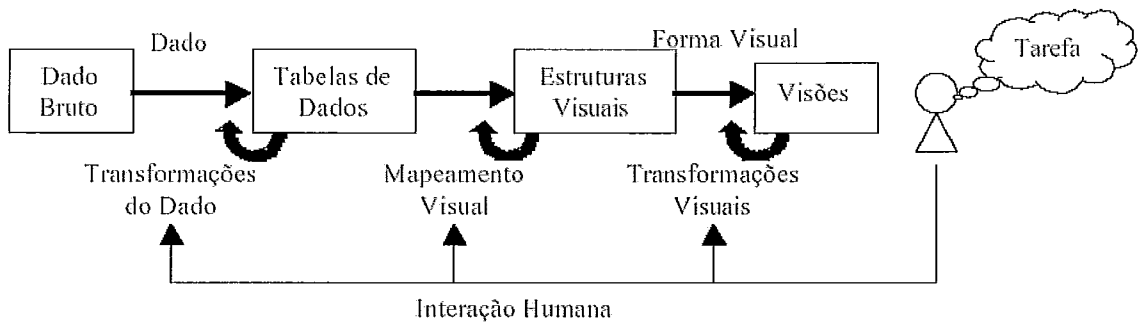 Dado
Forma Visual
Tarefa
Dado
Bruto
Tabelas de
Dados
Estruturas
Visuais
Visões
Transformações
do Dado
Mapeamento
Visual
Transformações
Visuais
Interação Humana